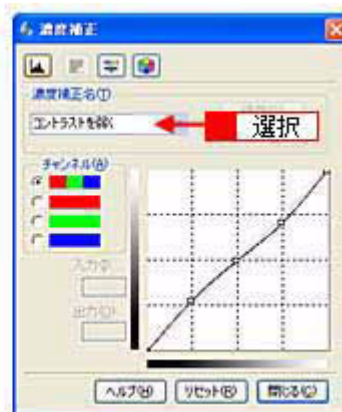 濃度補正
濃度補正名(T)
コントラストを弱く
選択
チャンネル(A)
入力(I)
出力(O)
ヘルプ(H)
リセット(R)
閉じる(C)